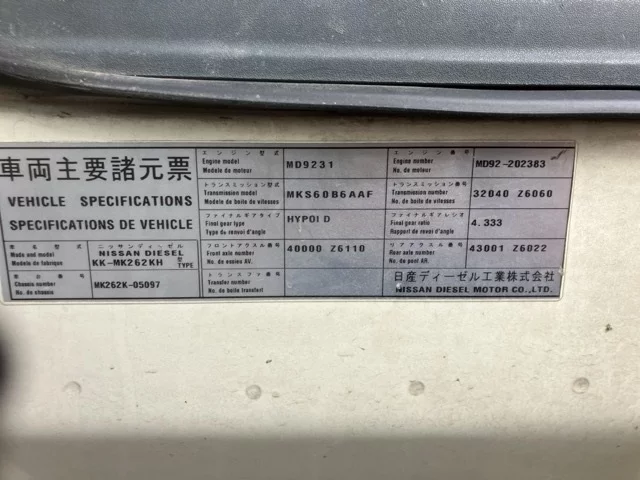 車両主要諸元票
VEHICLE SPECIFICATIONS
SPECIFICATIONS DE VEHICLE
車名型式
Made and model
Modele de fabrique
ニッサンディーゼル
NISSAN DIESEL
KK-MK262KH 型式 TYPE
車台番号
Chassis number
No. de chassis
MK262K-05097
エンジン型式
Engine model
Modele de moteur
MD9231
エンジン番号
Engine number
No. de moteur
MD92-202383
トランスミッション型式
Transmission model
Modele de boite de vitesses
MKS60B6AAF
トランスミッション番号
Transmission number
No. de boite de vitesses
32040 Z6060
ファイナルギアタイプ
Final gear type
Type de renvoi d'angle
HYPOID
ファイナルギアレシオ
Final gear ratio
Rapport de renvoi d'angle
4.333
フロントアクスル番号
Front axle number
No. de essieu AV.
40000 Z6110
リアアクスル番号
Rear axle number
No. de pont AR.
43001 Z6022
トランスファ番号
Transfer number
No. de boite transfert
日産ディーゼル工業株式会社
NISSAN DIESEL MOTOR CO.,LTD.